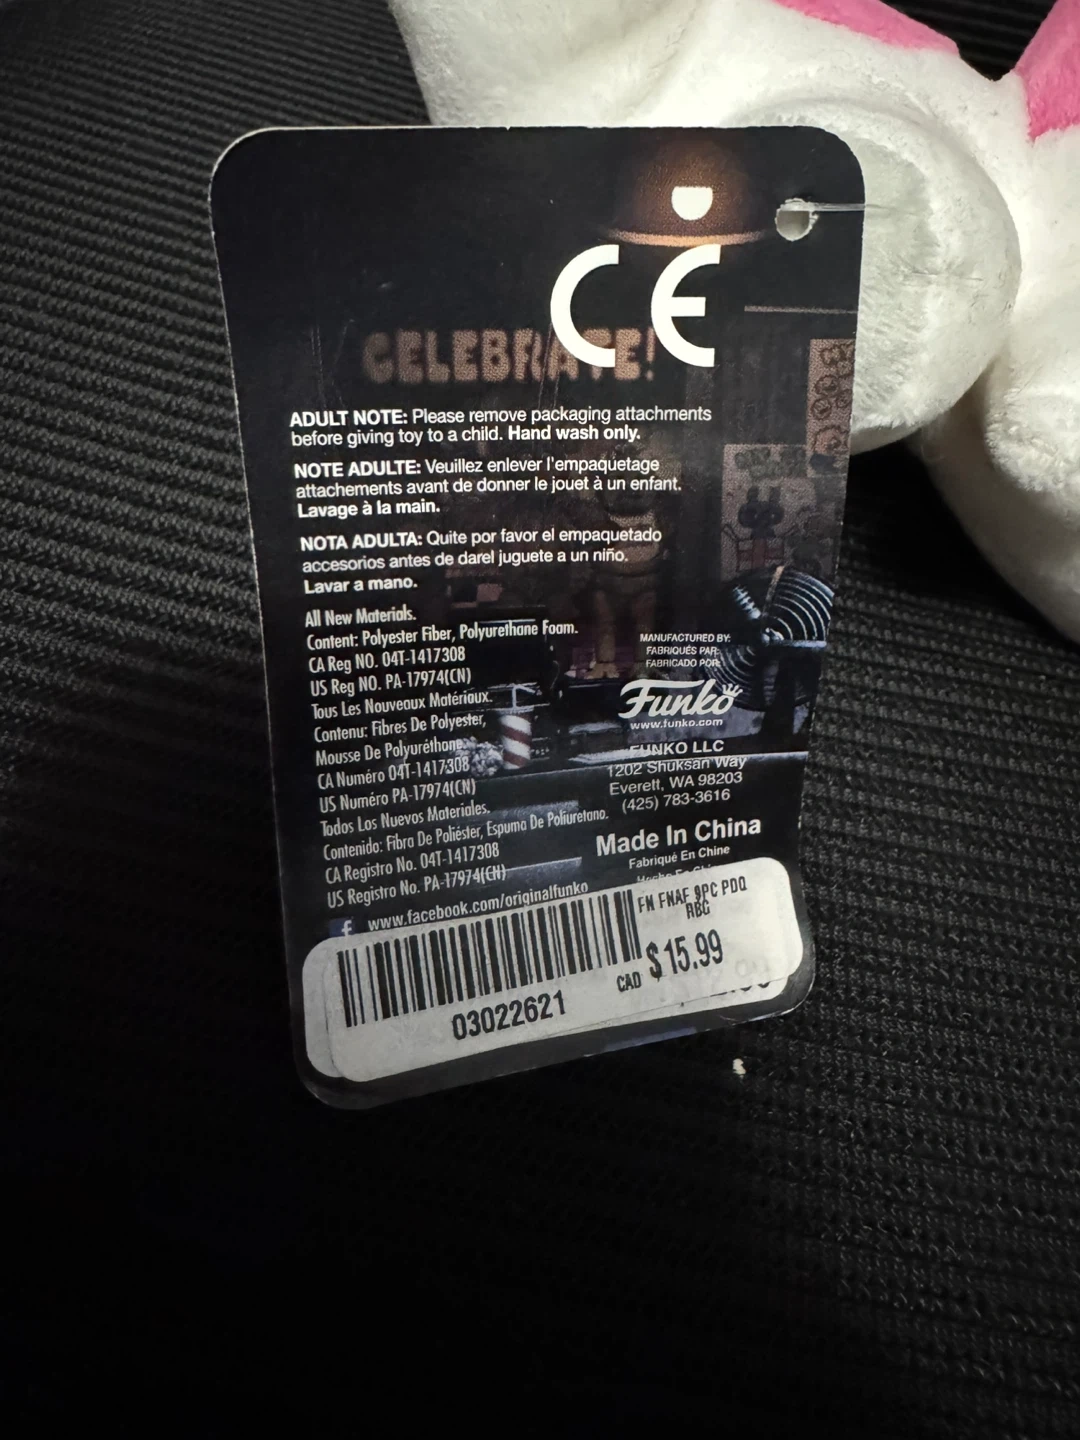 CE
CELEBRATE!
ADULT NOTE: Please remove packaging attachments
before giving toy to a child. Hand wash only.
NOTE ADULTE: Veuillez enlever l'empaquetage
attachements avant de donner le jouet à un enfant.
Lavage à la main.
NOTA ADULTA: Quite por favor el empaquetado
accesorios antes de darel juguete a un niño.
Lavar a mano.
All New Materials.
Content: Polyester Fiber, Polyurethane Foam.
CA Reg NO. 04T-1417308
US Reg NO. PA-17974(CN)
Tous Les Nouveaux Matériaux.
Contenu: Fibres De Polyester,
Mousse De Polyuréthane.
CA Numéro 04T-1417308
US Numéro PA-17974(CN)
Todos Los Nuevos Materiales.
Contenido: Fibra De Poliéster, Espuma De Poliuretano.
CA Registro No. 04T-1417308
US Registro No. PA-17974(CN)
f www.facebook.com/originalfunko
MANUFACTURED BY:
FABRIQUÉS PAR:
FABRICADO POR:
Funko
www.funko.com
FUNKO LLC
1202 Shuksan Way
Everett, WA 98203
(425) 783-3616
Made In China
Fabriqué En Chine
FN FNAF 9PC PDQ
RBG
CAD $15.99
03022621